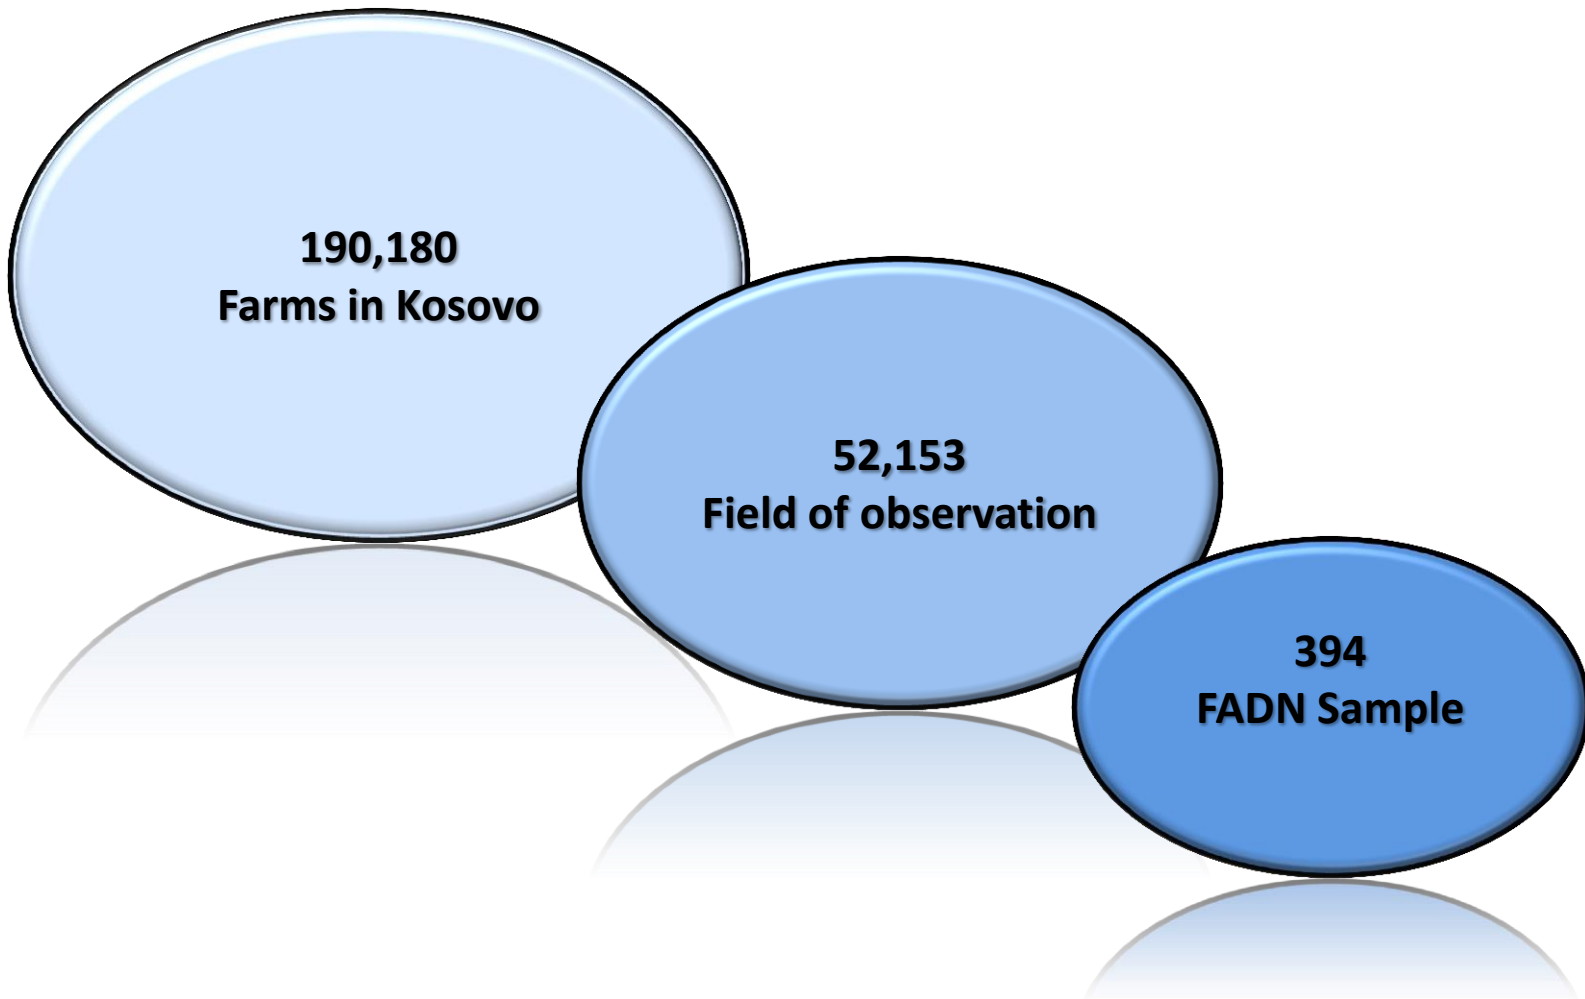 190,180
Farms in Kosovo
52,153
Field of observation
394
FADN Sample